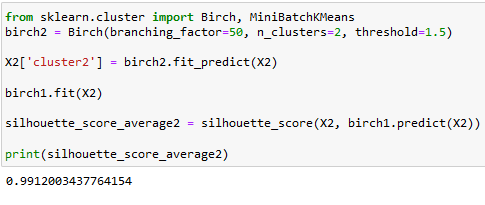 from sklearn.cluster import Birch, MiniBatchKMeans
birch2 = Birch(branching_factor=50, n_clusters=2, threshold=1.5)
X2['cluster2'] = birch2.fit_predict(X2)
birch1.fit(X2)
silhouette_score_average2 = silhouette_score(X2, birch1.predict(X2))
print(silhouette_score_average2)
0.9912003437764154